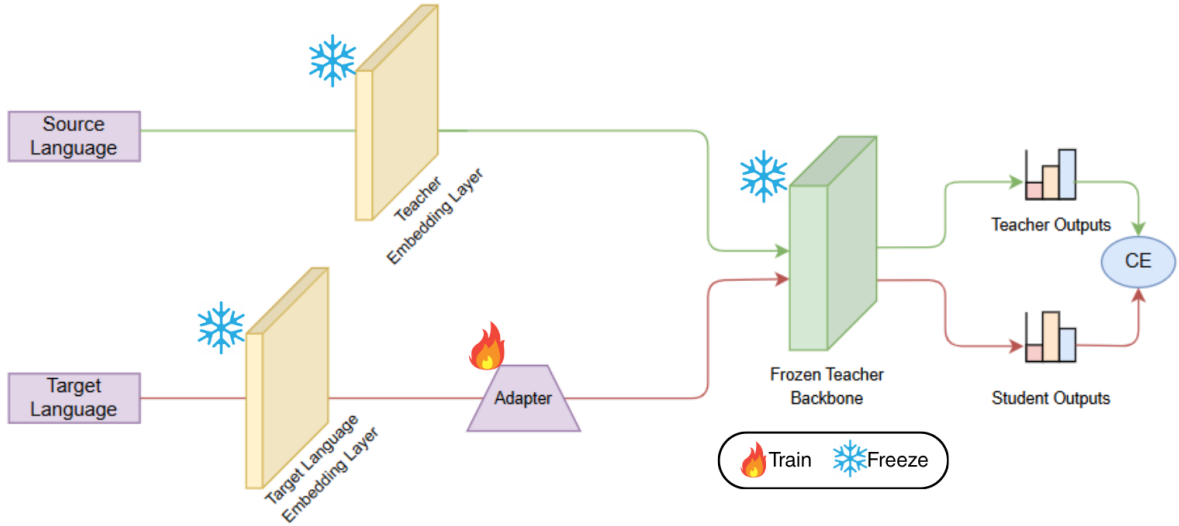 Source
Language
Teacher
Embedding Layer
Teacher Outputs
CE
Target
Language
Target Language
Embedding Layer
Adapter
Frozen Teacher
Backbone
Student Outputs
Train
Freeze